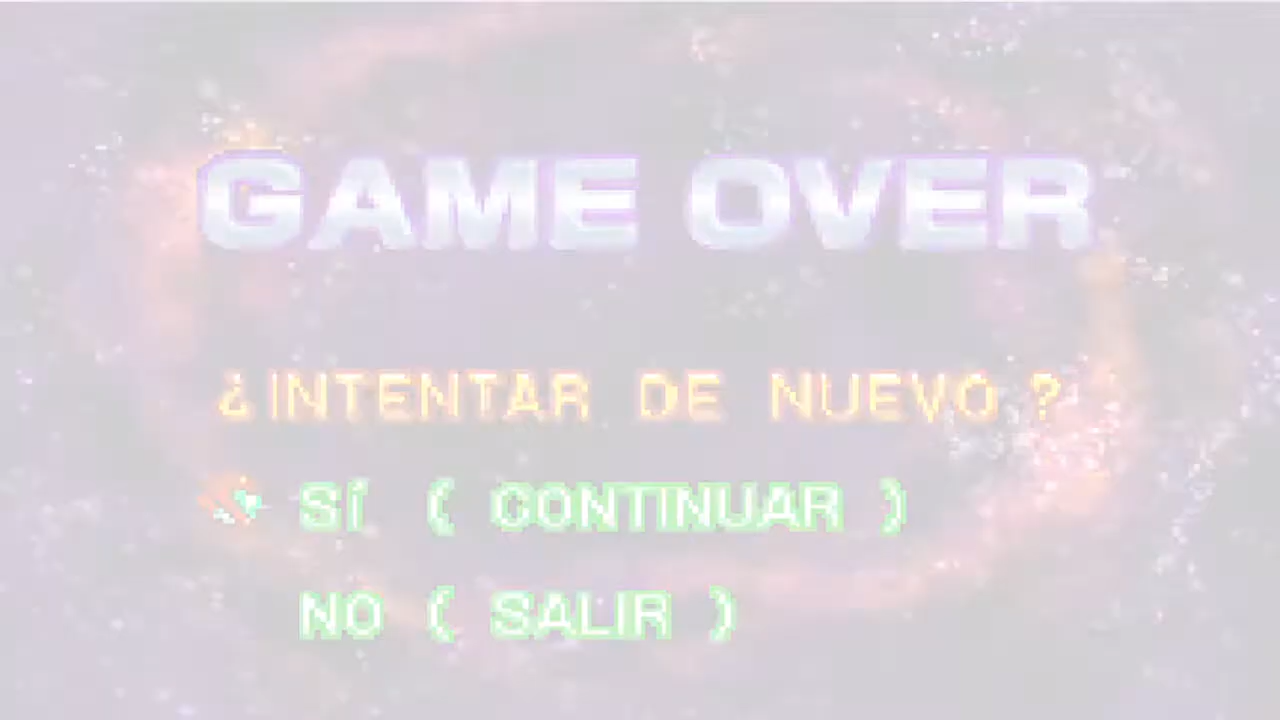 GAME OVER
¿INTENTAR DE NUEVO?
SÍ ( CONTINUAR )
NO ( SALIR )